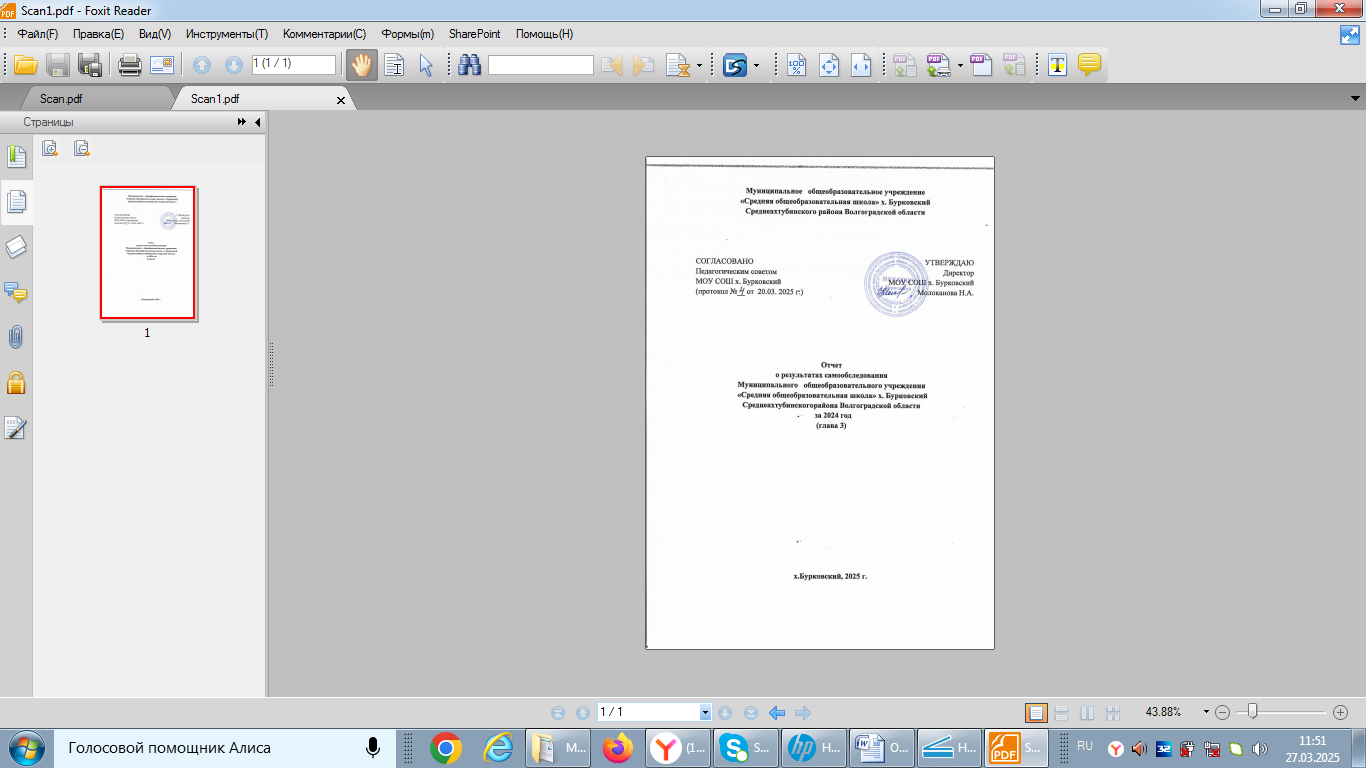 Scan1.pdf - Foxit Reader
Файл(F) Правка(E) Вид(V) Инструменты(T) Комментарии(C) Формы(m) SharePoint Помощь(H)
1 (1 / 1)
Scan.pdf Scan1.pdf
Страницы
1
Муниципальное общеобразовательное учреждение
«Средняя общеобразовательная школа» х. Бурковский
Среднеахтубинского района Волгоградской области
СОГЛАСОВАНО
Педагогическим советом
МОУ СОШ х. Бурковский
(протокол № 4 от 20.03. 2025 г.)
УТВЕРЖДАЮ
Директор
МОУ СОШ х. Бурковский
Молоканова Н.А.
Отчет
о результатах самообследования
Муниципального общеобразовательного учреждения
«Средняя общеобразовательная школа» х. Бурковский
Среднеахтубинскогорайона Волгоградской области
за 2024 год
(глава 3)
х.Бурковский, 2025 г.
1 / 1
43.88%
Голосовой помощник Алиса
М... (1... S... H... O... H... S...
RU
11:51
27.03.2025